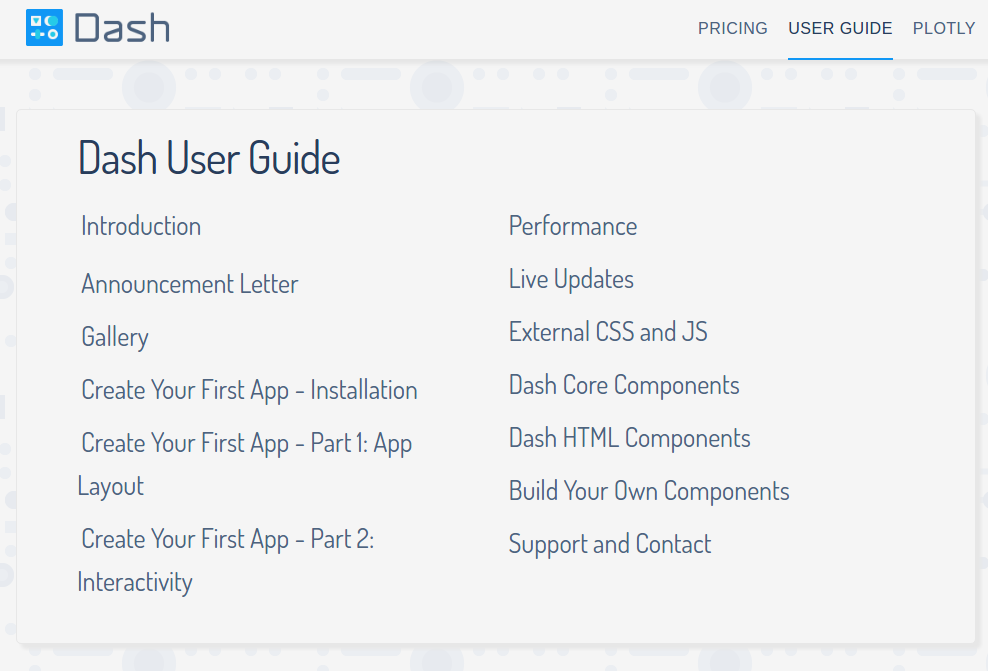 Dash
PRICING
USER GUIDE
PLOTLY
Dash User Guide
Introduction
Announcement Letter
Gallery
Create Your First App - Installation
Create Your First App - Part 1: App
Layout
Create Your First App - Part 2:
Interactivity
Performance
Live Updates
External CSS and JS
Dash Core Components
Dash HTML Components
Build Your Own Components
Support and Contact